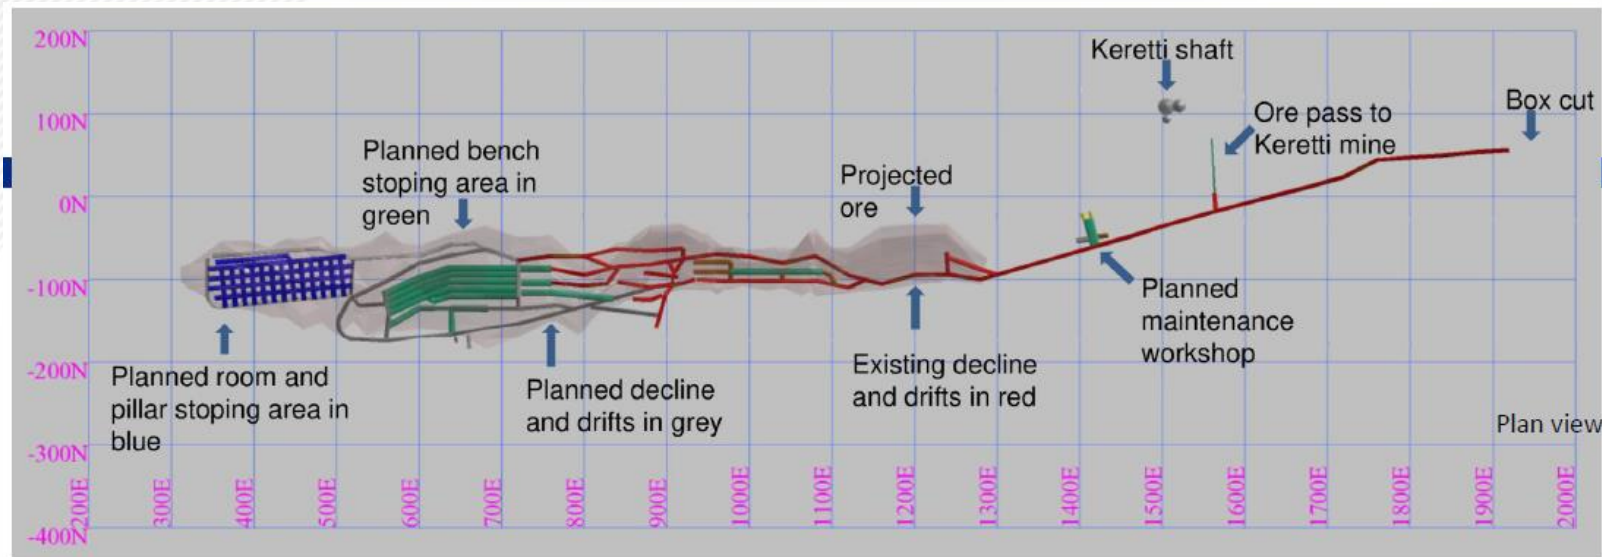 200N
Keretti shaft
Box cut
100N
Ore pass to
Keretti mine
Planned bench
stoping area in
green
Projected
ore
0N
-100N
Planned
maintenance
workshop
-200N
Planned room and
pillar stoping area in
blue
Planned decline
and drifts in grey
Existing decline
and drifts in red
Plan view
-300N
-400N
200E
300E
400E
500E
600E
700E
800E
900E
1000E
1100E
1200E
1300E
1400E
1500E
1600E
1700E
1800E
1900E
2000E